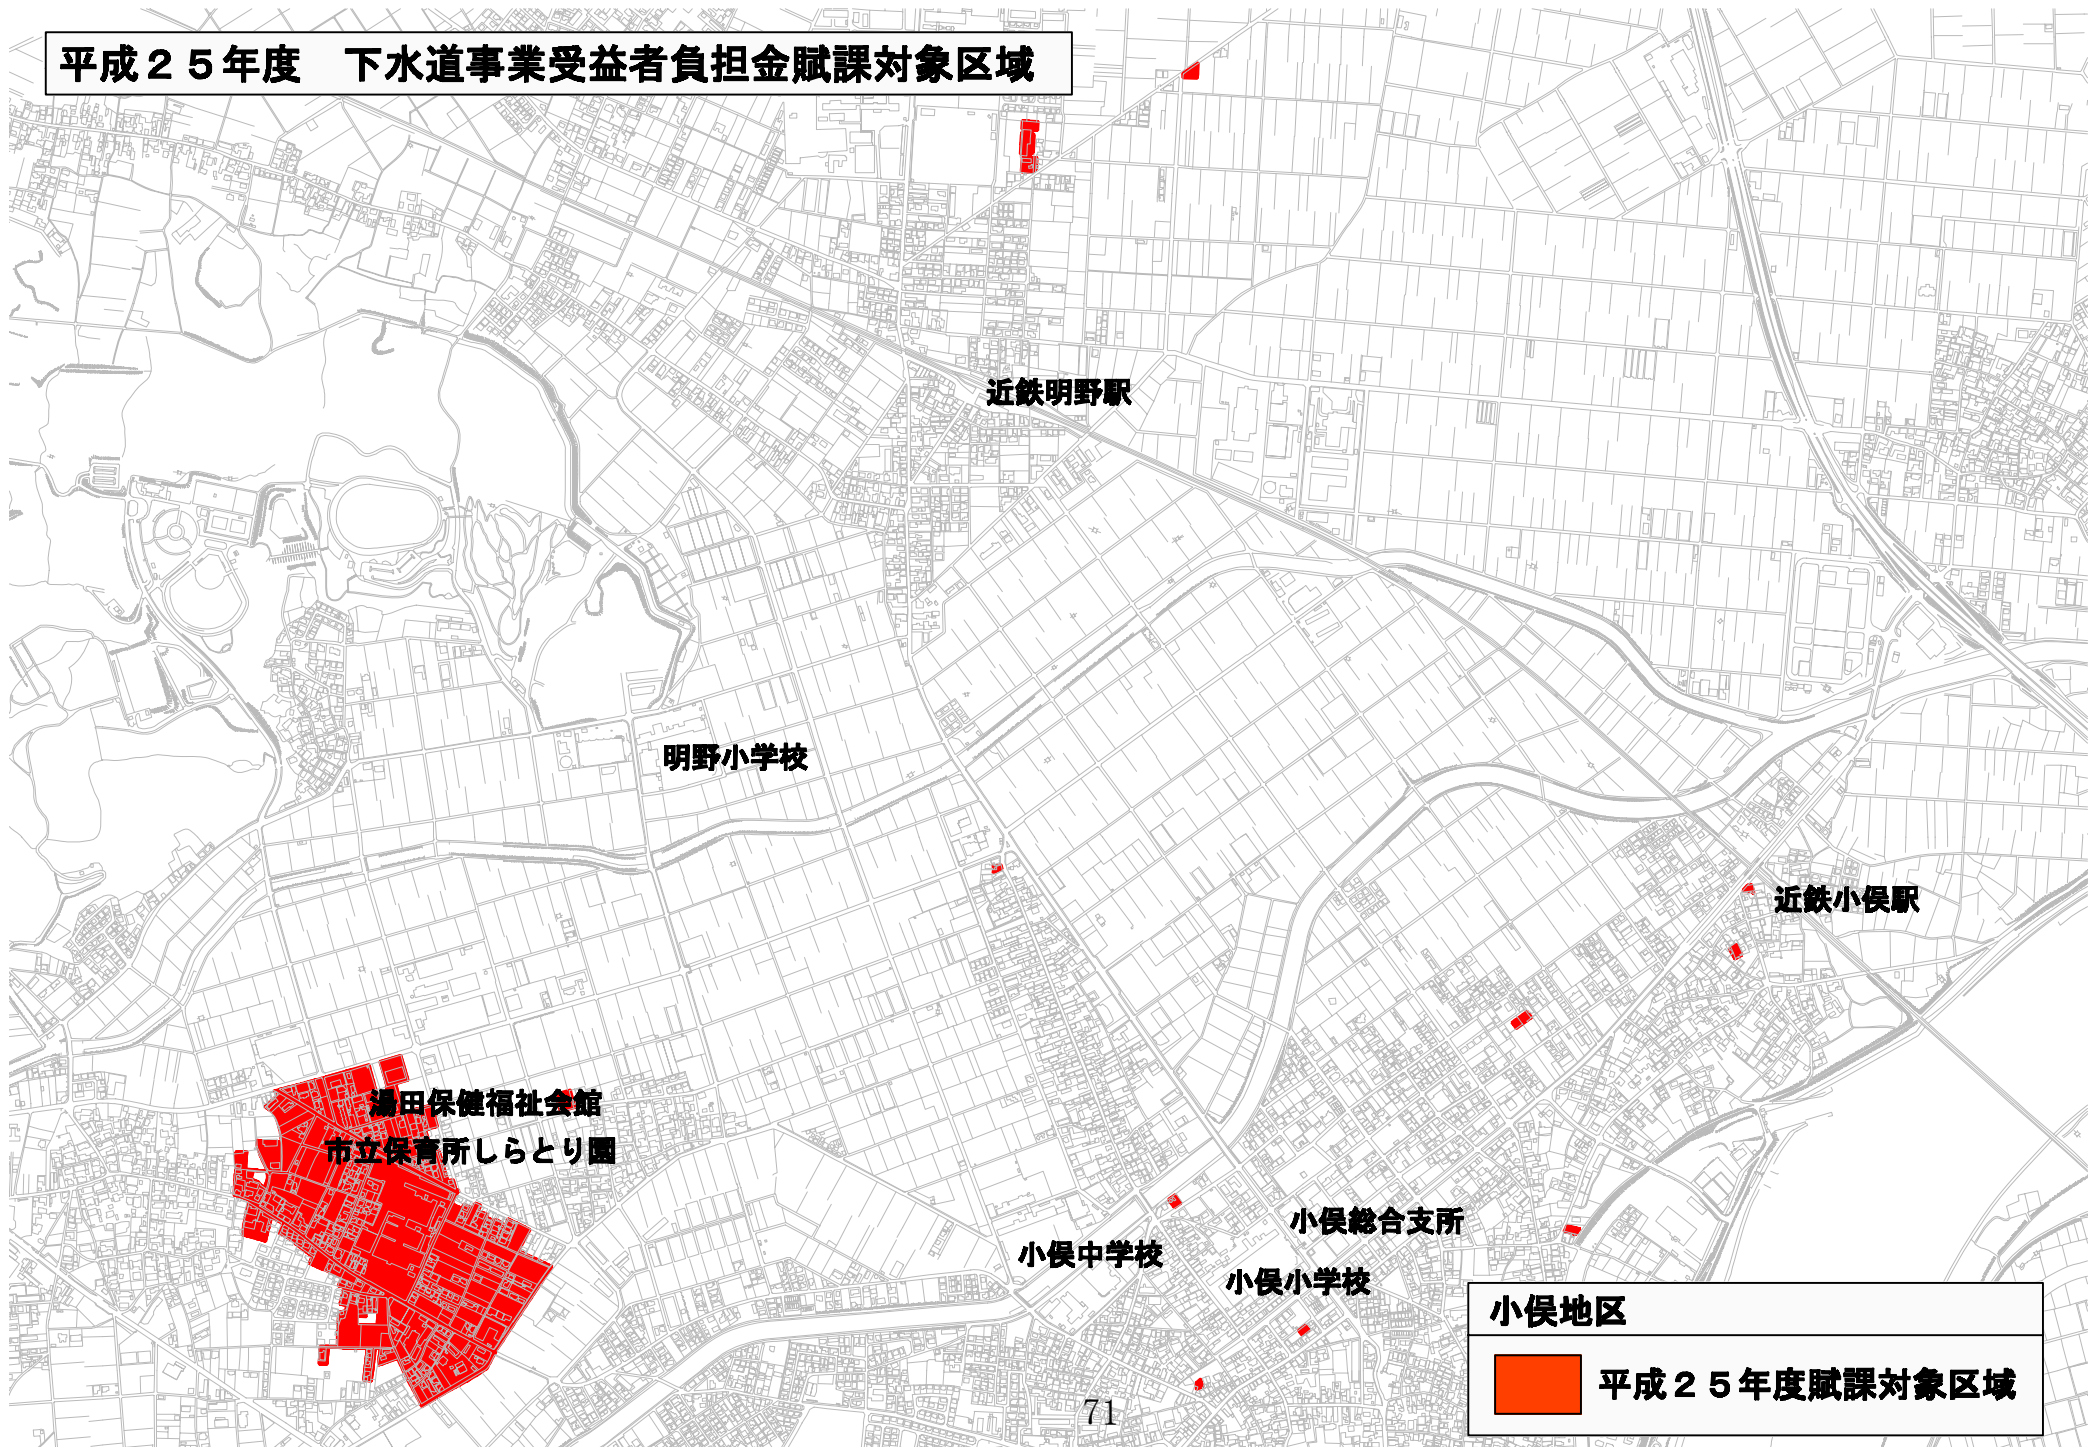 平成２５年度　下水道事業受益者負担金賦課対象区域
近鉄明野駅
明野小学校
近鉄小俣駅
湯田保健福祉会館
市立保育所しらとり園
小俣総合支所
小俣中学校
小俣小学校
小俣地区
平成２５年度賦課対象区域
71